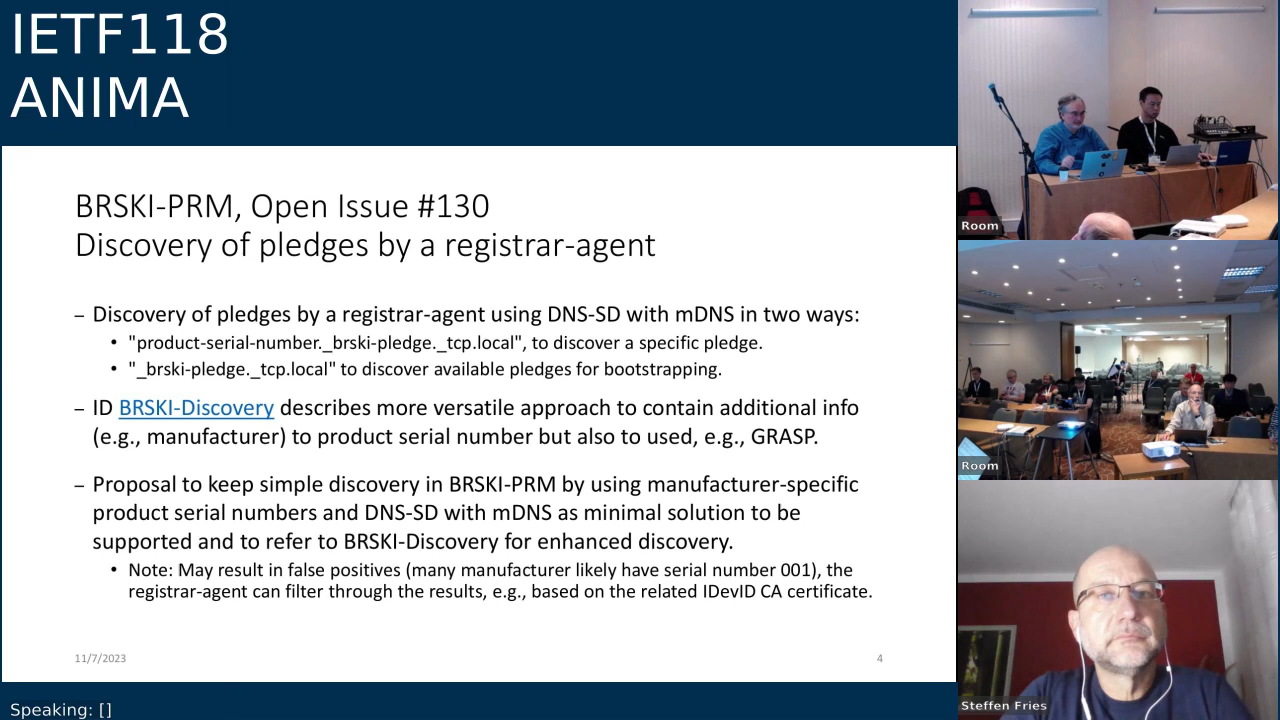 IETF118
ANIMA
BRSKI-PRM, Open Issue #130
Discovery of pledges by a registrar-agent
– Discovery of pledges by a registrar-agent using DNS-SD with mDNS in two ways:
• "product-serial-number._brski-pledge._tcp.local", to discover a specific pledge.
• "_brski-pledge._tcp.local" to discover available pledges for bootstrapping.
– ID BRSKI-Discovery describes more versatile approach to contain additional info
(e.g., manufacturer) to product serial number but also to used, e.g., GRASP.
– Proposal to keep simple discovery in BRSKI-PRM by using manufacturer-specific
product serial numbers and DNS-SD with mDNS as minimal solution to be
supported and to refer to BRSKI-Discovery for enhanced discovery.
• Note: May result in false positives (many manufacturer likely have serial number 001), the
registrar-agent can filter through the results, e.g., based on the related IDevID CA certificate.
11/7/2023
4
Speaking: []
Room
Room
Steffen Fries